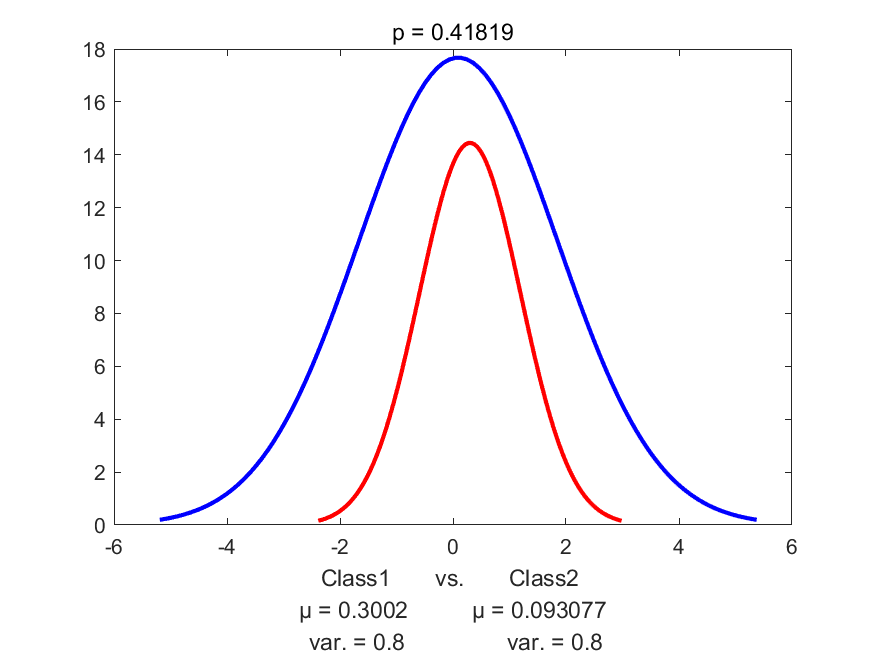 p = 0.41819
18
16
14
12
10
8
6
4
2
0
-6 -4 -2 0 2 4 6
Class1 vs. Class2
μ = 0.3002 μ = 0.093077
var. = 0.8 var. = 0.8